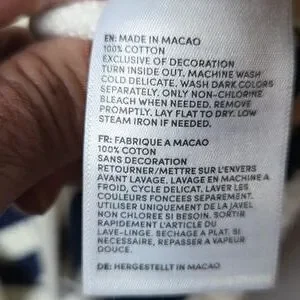 EN: MADE IN MACAO
100% COTTON
EXCLUSIVE OF DECORATION
TURN INSIDE OUT. MACHINE WASH
COLD DELICATE. WASH DARK COLORS
SEPARATELY. ONLY NON-CHLORINE
BLEACH WHEN NEEDED. REMOVE
PROMPTLY. LAY FLAT TO DRY. LOW
STEAM IRON IF NEEDED.
FR: FABRIQUE A MACAO
100% COTON
SANS DECORATION
RETOURNER/METTRE SUR L'ENVERS
AVANT LAVAGE, LAVAGE EN MACHINE A
FROID, CYCLE DELICAT. LAVER LES
COULEURS FONCEES SEPAREMENT.
UTILISER UNIQUEMENT DE LA JAVEL
NON CHLOREE SI BESOIN. SORTIR
RAPIDEMENT L'ARTICLE DU
LAVE-LINGE. SECHAGE A PLAT. SI
NECESSAIRE, REPASSER A VAPEUR
DOUCE.
DE: HERGESTELLT IN MACAO